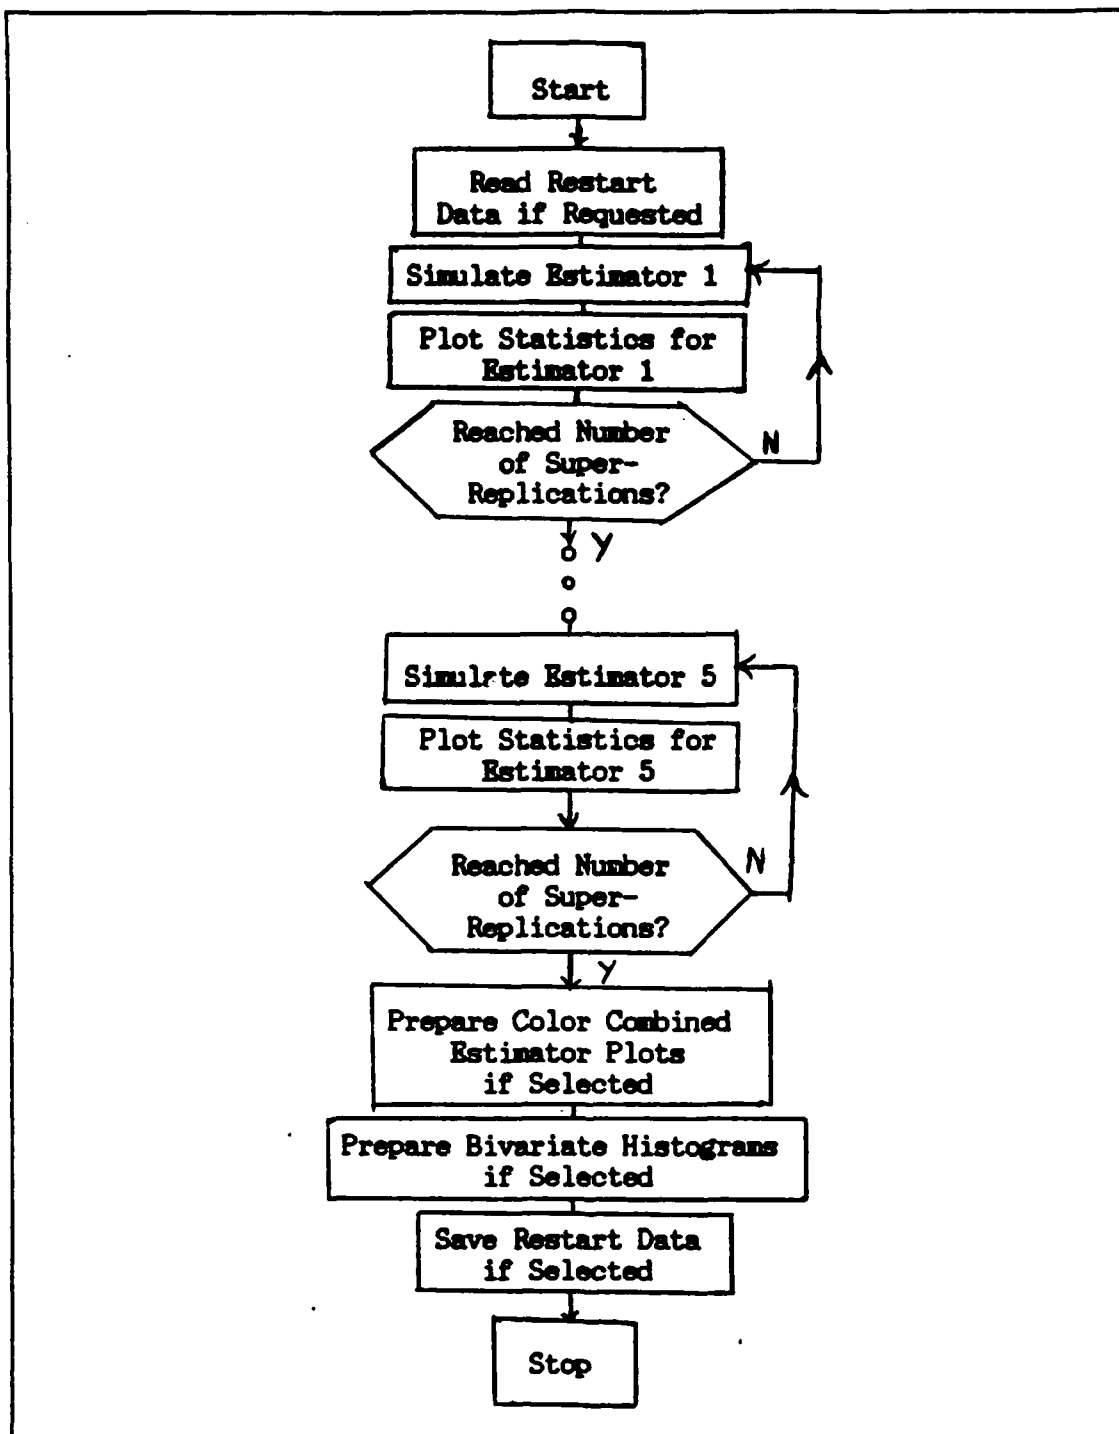 Start
Read Restart
Data if Requested
Simulate Estimator 1
Plot Statistics for
Estimator 1
Reached Number
of Super-
Replications?
N
Y
Simulate Estimator 5
Plot Statistics for
Estimator 5
Reached Number
of Super-
Replications?
N
Y
Prepare Color Combined
Estimator Plots
if Selected
Prepare Bivariate Histograms
if Selected
Save Restart Data
if Selected
Stop